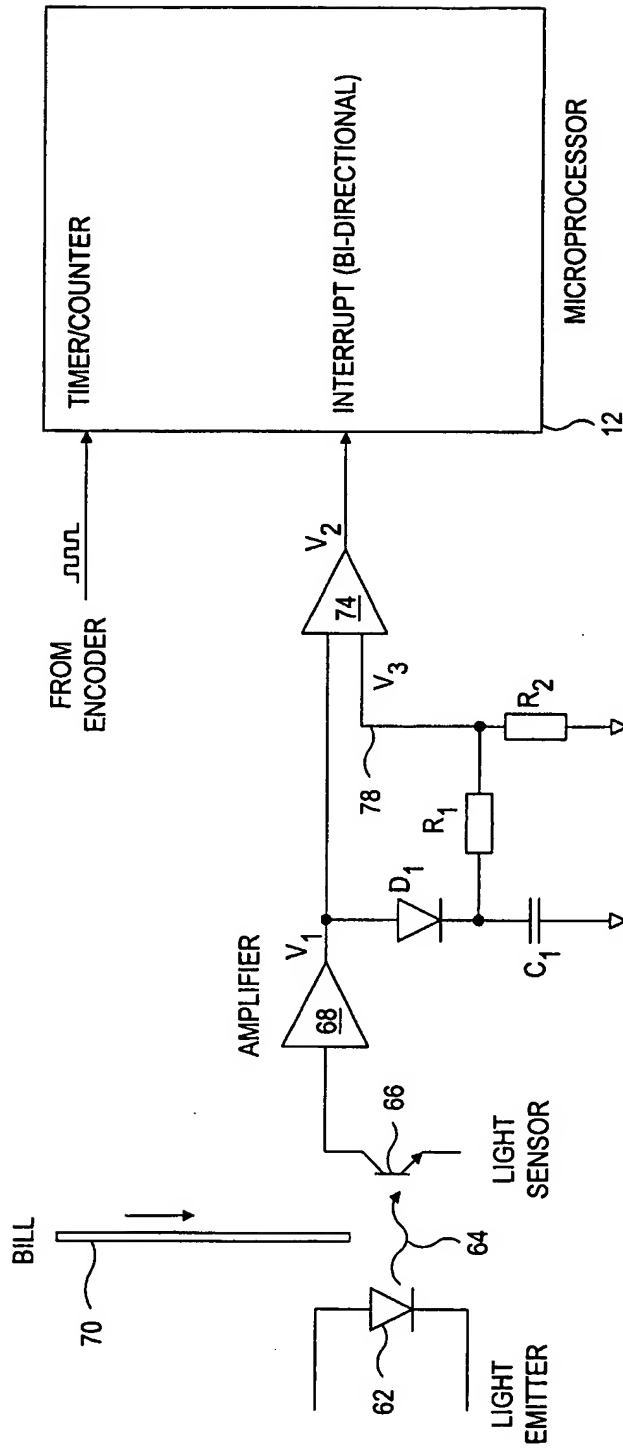 BILL
70
LIGHT
EMITTER
62
64
LIGHT
SENSOR
66
AMPLIFIER
68
V1
D1
C1
R1
R2
78
V3
74
V2
FROM
ENCODER
TIMER/COUNTER
INTERRUPT (BI-DIRECTIONAL)
12
MICROPROCESSOR